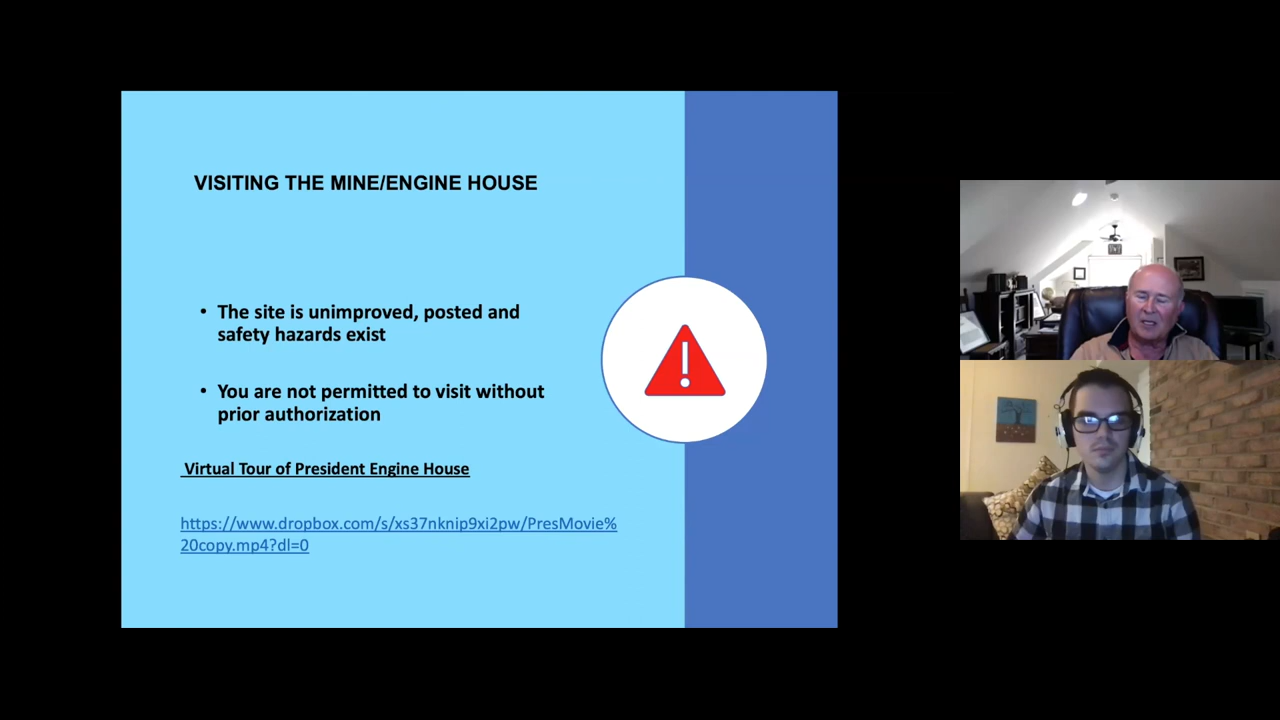 VISITING THE MINE/ENGINE HOUSE
• The site is unimproved, posted and
safety hazards exist
• You are not permitted to visit without
prior authorization
Virtual Tour of President Engine House
https://www.dropbox.com/s/xs37nknip9xi2pw/PresMovie%
20copy.mp4?dl=0